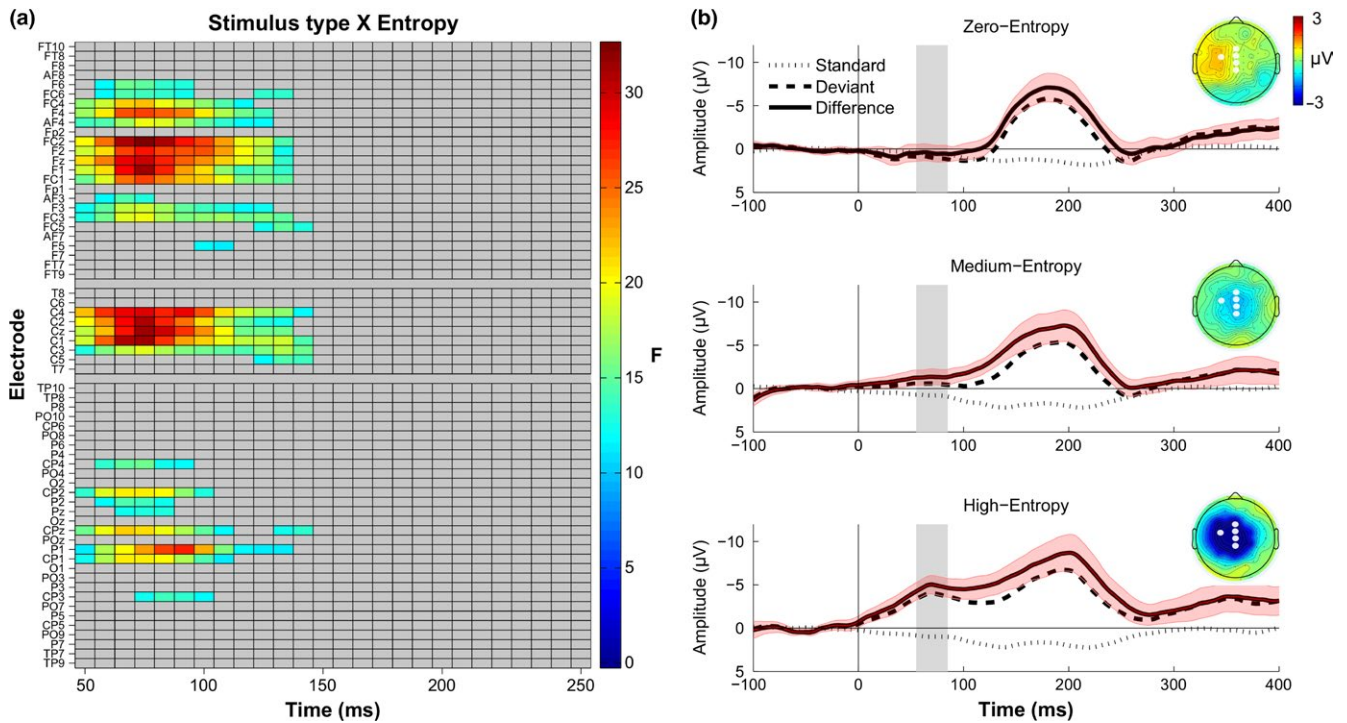 (a)
Stimulus type X Entropy
FT10
FT8
F8
AF8
F6
FC6
FC4
F4
AF4
Fp2
FC2
F2
Fz
F1
FC1
Fp1
AF3
F3
FC3
FC5
AF7
F5
F7
FT7
FT9
T8
C6
C4
C2
Cz
C1
C3
C5
T7
TP10
TP8
P8
PO10
CP6
PO8
P6
P4
CP4
PO4
O2
CP2
P2
Pz
Oz
CPz
POz
P1
CP1
O1
PO3
P3
CP3
PO7
P5
CP5
PO9
P7
TP7
TP9
Electrode
50 100 150 200 250
Time (ms)
30
25
20
15
10
5
0
F
(b)
Zero−Entropy
Standard
Deviant
Difference
3
μV
−3
Amplitude (μV)
−10
−5
0
5
−100 0 100 200 300 400
Medium−Entropy
Amplitude (μV)
−10
−5
0
5
−100 0 100 200 300 400
High−Entropy
Amplitude (μV)
−10
−5
0
5
−100 0 100 200 300 400
Time (ms)